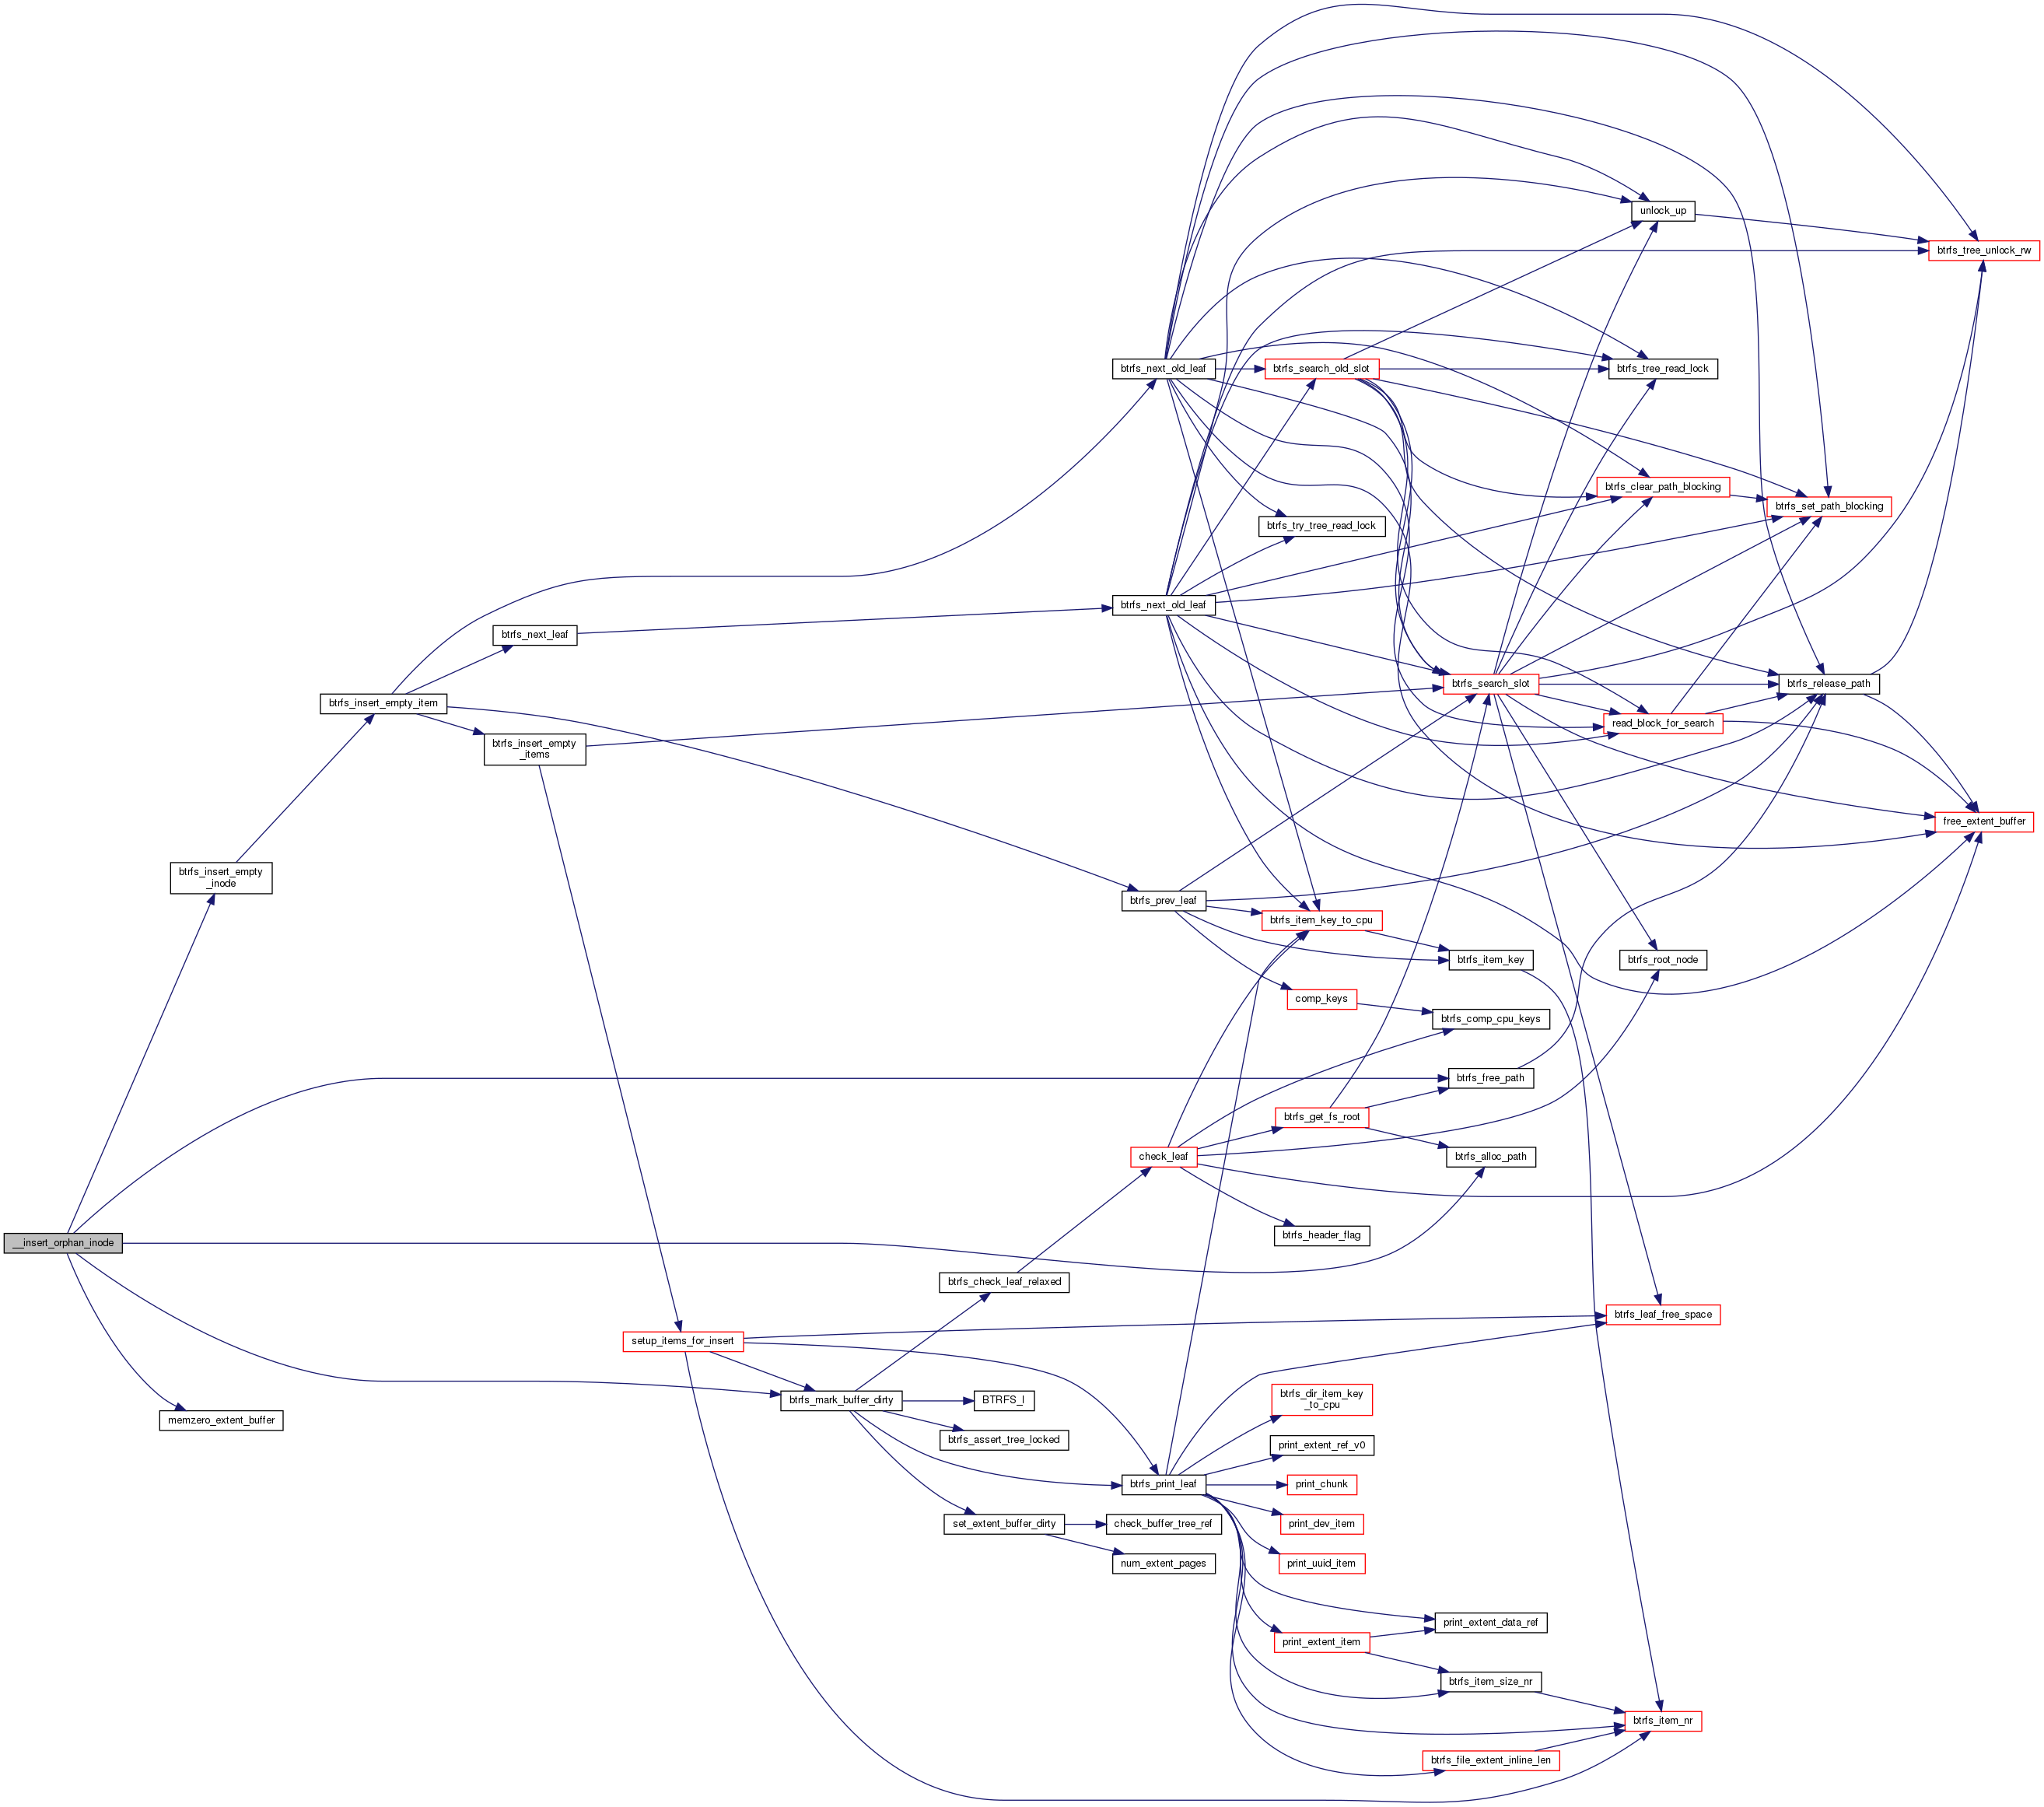 __insert_orphan_inode
btrfs_insert_empty
_inode
memzero_extent_buffer
btrfs_insert_empty_item
btrfs_next_leaf
btrfs_insert_empty
_items
setup_items_for_insert
btrfs_mark_buffer_dirty
btrfs_check_leaf_relaxed
BTRFS_I
btrfs_assert_tree_locked
set_extent_buffer_dirty
btrfs_next_old_leaf
btrfs_next_old_leaf
btrfs_prev_leaf
check_leaf
btrfs_print_leaf
check_buffer_tree_ref
num_extent_pages
btrfs_search_old_slot
btrfs_try_tree_read_lock
btrfs_item_key_to_cpu
comp_keys
btrfs_get_fs_root
btrfs_header_flag
btrfs_dir_item_key
_to_cpu
print_extent_ref_v0
print_chunk
print_dev_item
print_uuid_item
print_extent_item
btrfs_search_slot
btrfs_item_key
btrfs_comp_cpu_keys
btrfs_free_path
btrfs_alloc_path
print_extent_data_ref
btrfs_item_size_nr
btrfs_file_extent_inline_len
unlock_up
btrfs_tree_read_lock
btrfs_clear_path_blocking
read_block_for_search
btrfs_root_node
btrfs_leaf_free_space
btrfs_item_nr
btrfs_set_path_blocking
btrfs_release_path
btrfs_tree_unlock_rw
free_extent_buffer